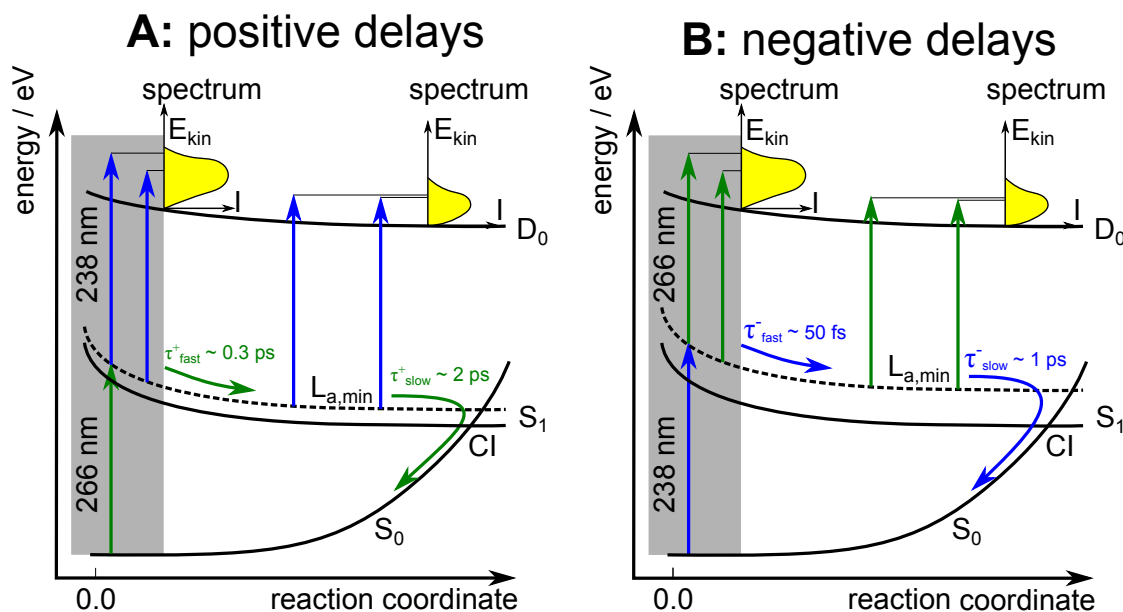 A: positive delays
spectrum
spectrum
energy / eV
E_kin
E_kin
I
I
D_0
238 nm
τ^+_fast ~ 0.3 ps
τ^+_slow ~ 2 ps
L_a,min
S_1
CI
266 nm
S_0
0.0
reaction coordinate
B: negative delays
spectrum
spectrum
energy / eV
E_kin
E_kin
I
I
D_0
266 nm
τ^-_fast ~ 50 fs
τ^-_slow ~ 1 ps
L_a,min
S_1
CI
238 nm
S_0
0.0
reaction coordinate